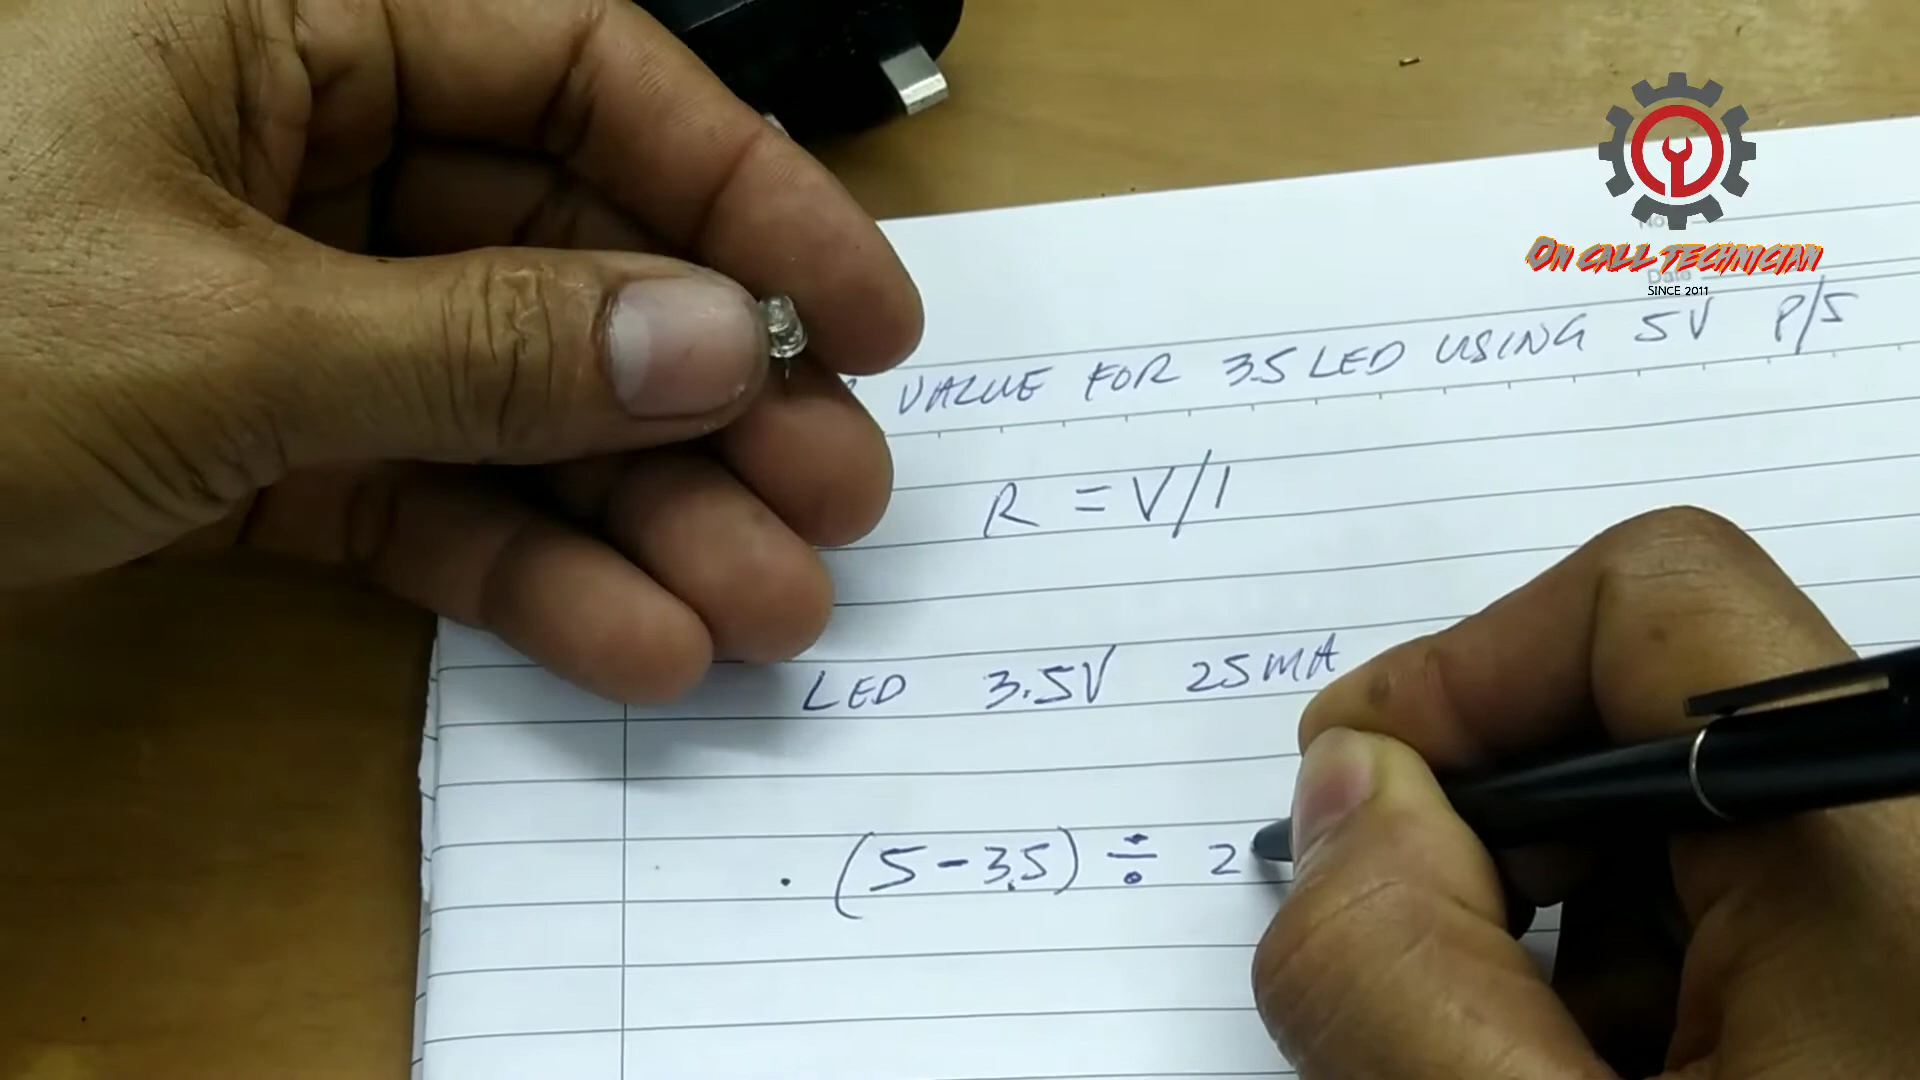 ON CALL TECHNICIAN
SINCE 2011
VALUE FOR 3.5 LED USING 5V P/S
R = V/I
LED 3.5V 25MA
(5-3.5) ÷ 2